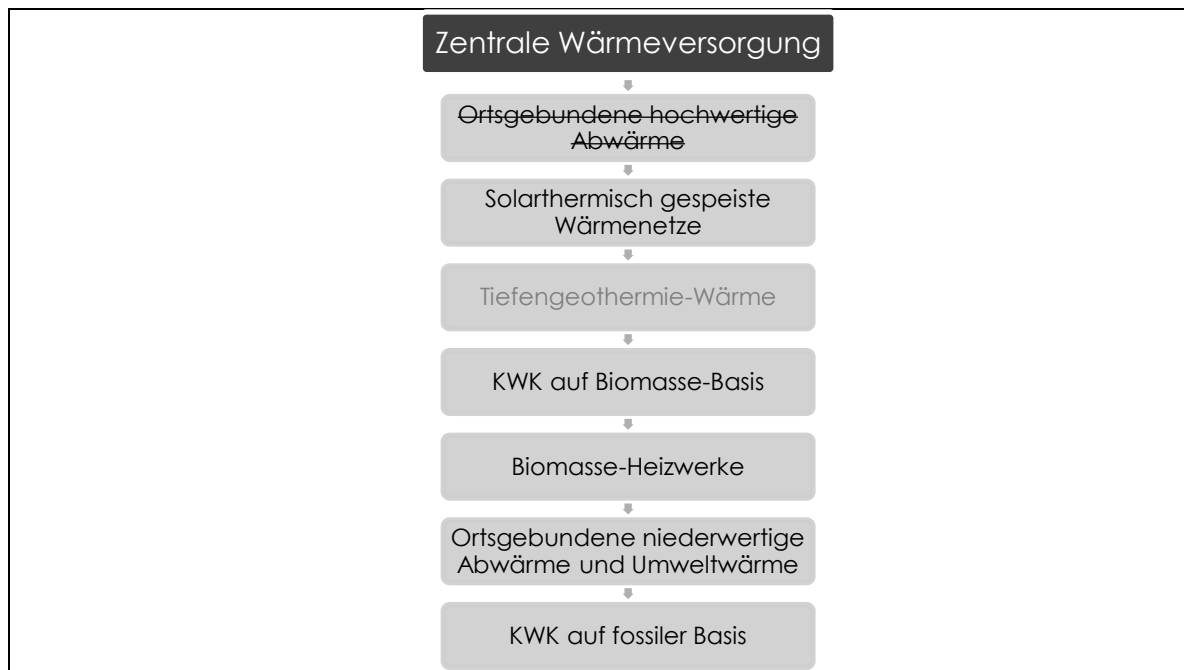 Zentrale Wärmeversorgung
Ortsgebundene hochwertige
Abwärme
Solarthermisch gespeiste
Wärmenetze
Tiefengeothermie-Wärme
KWK auf Biomasse-Basis
Biomasse-Heizwerke
Ortsgebundene niederwertige
Abwärme und Umweltwärme
KWK auf fossiler Basis